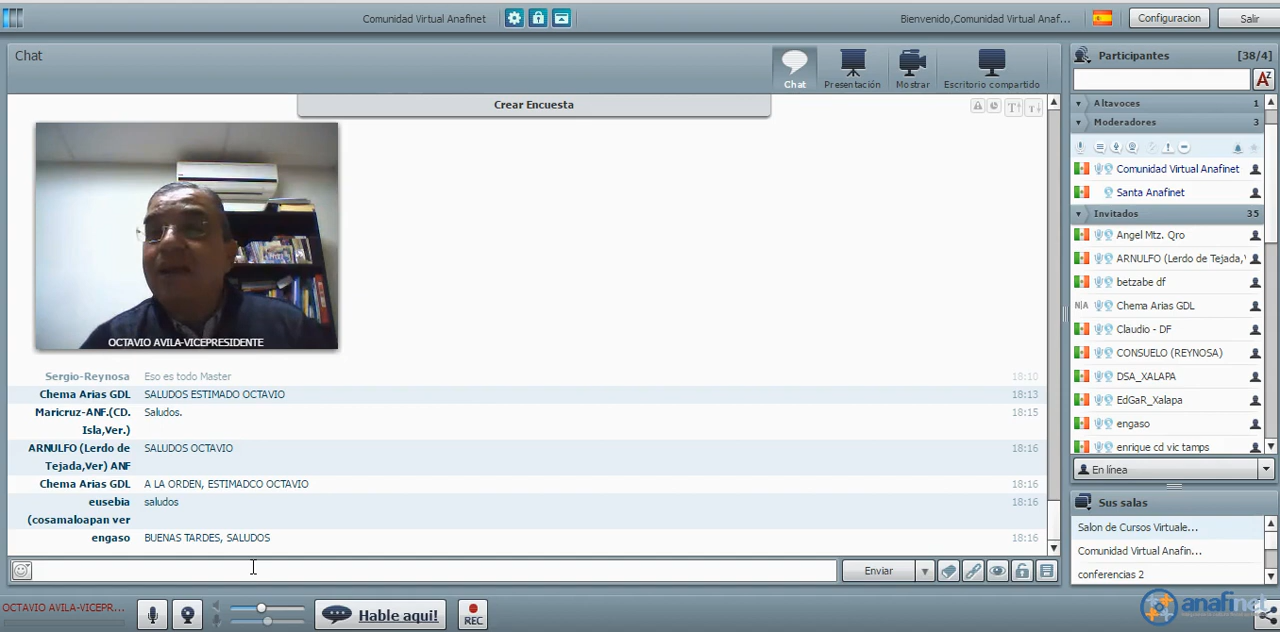 Comunidad Virtual Anafinet
Bienvenido,Comunidad Virtual Anaf...
Configuracion
Salir
Chat
Chat
Presentación
Mostrar
Escritorio compartido
Crear Encuesta
OCTAVIO AVILA-VICEPRESIDENTE
Sergio-Reynosa Eso es todo Master 18:10
Chema Arias GDL SALUDOS ESTIMADO OCTAVIO 18:13
Maricruz-ANF.(CD. Saludos. 18:15
Isla,Ver.)
ARNULFO (Lerdo de SALUDOS OCTAVIO 18:16
Tejada,Ver) ANF
Chema Arias GDL A LA ORDEN, ESTIMADCO OCTAVIO 18:16
eusebia saludos 18:16
(cosamaloapan ver
engaso BUENAS TARDES, SALUDOS 18:16
Enviar
Participantes [38/4]
AZ
Altavoces 1
Moderadores 3
Comunidad Virtual Anafinet
Santa Anafinet
Invitados 35
Angel Mtz. Qro
ARNULFO (Lerdo de Tejada,V
betzabe df
N/A Chema Arias GDL
Claudio - DF
CONSUELO (REYNOSA)
DSA_XALAPA
EdGaR_Xalapa
engaso
enrique cd vic tamps
En línea
Sus salas
Salon de Cursos Virtuale...
Comunidad Virtual Anafin...
conferencias 2
OCTAVIO AVILA-VICEPR...
Hable aqui!
REC
anafinet